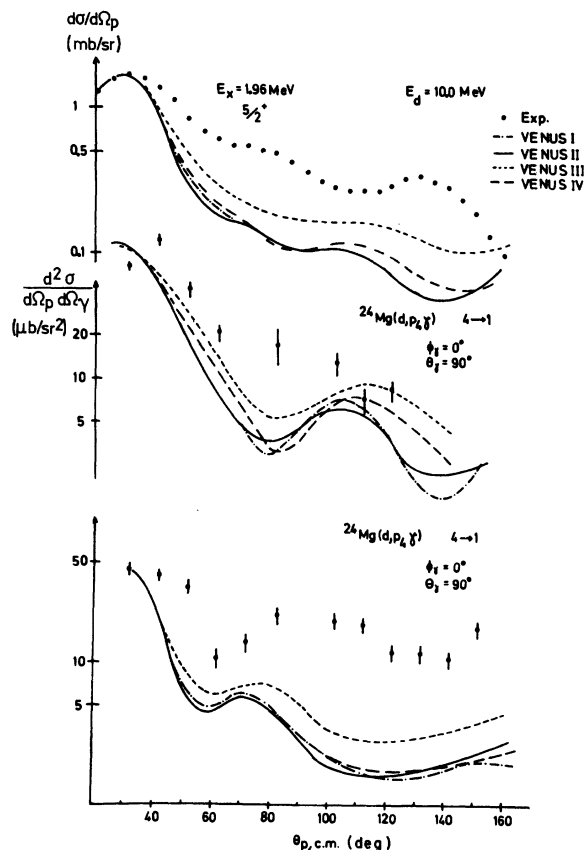 dσ/dΩp
(mb/sr)
Ex = 1.96 MeV
5/2+
Ed = 10.0 MeV
• Exp.
VENUS I
VENUS II
VENUS III
VENUS IV
1
0.5
0.1
d²σ
dΩp dΩγ
(μb/sr²)
²⁴Mg(d,p₄γ) 4→1
ϕγ = 0°
θγ = 90°
20
10
5
²⁴Mg(d,p₄γ) 4→1
ϕγ = 0°
θγ = 90°
50
10
5
40 60 80 100 120 140 160
θp, c.m. (deg)